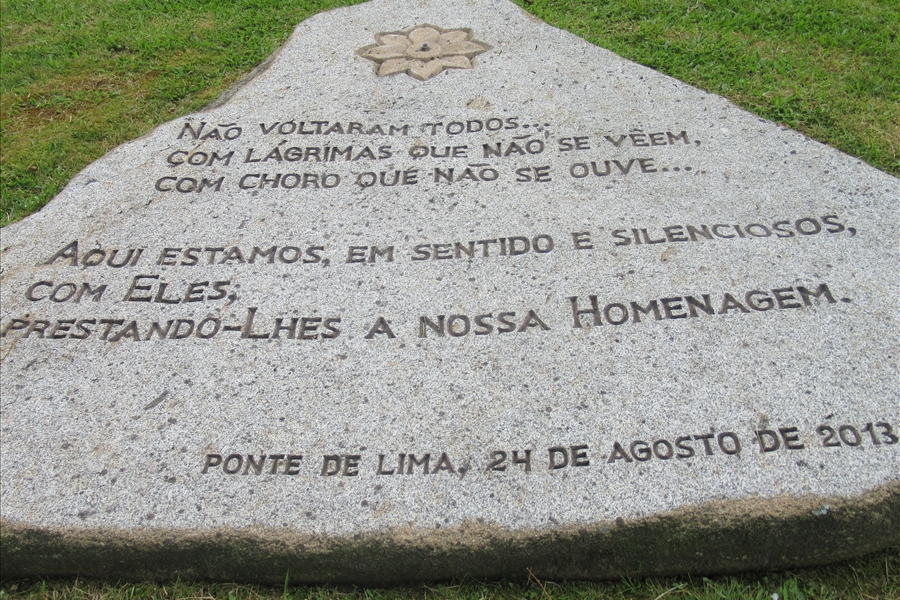 Não voltaram todos...
com lágrimas que não se vêem,
com choro que não se ouve...
Aqui estamos, em sentido e silenciosos,
com Eles,
prestando-Lhes a nossa Homenagem.
Ponte de Lima, 24 de agosto de 2013